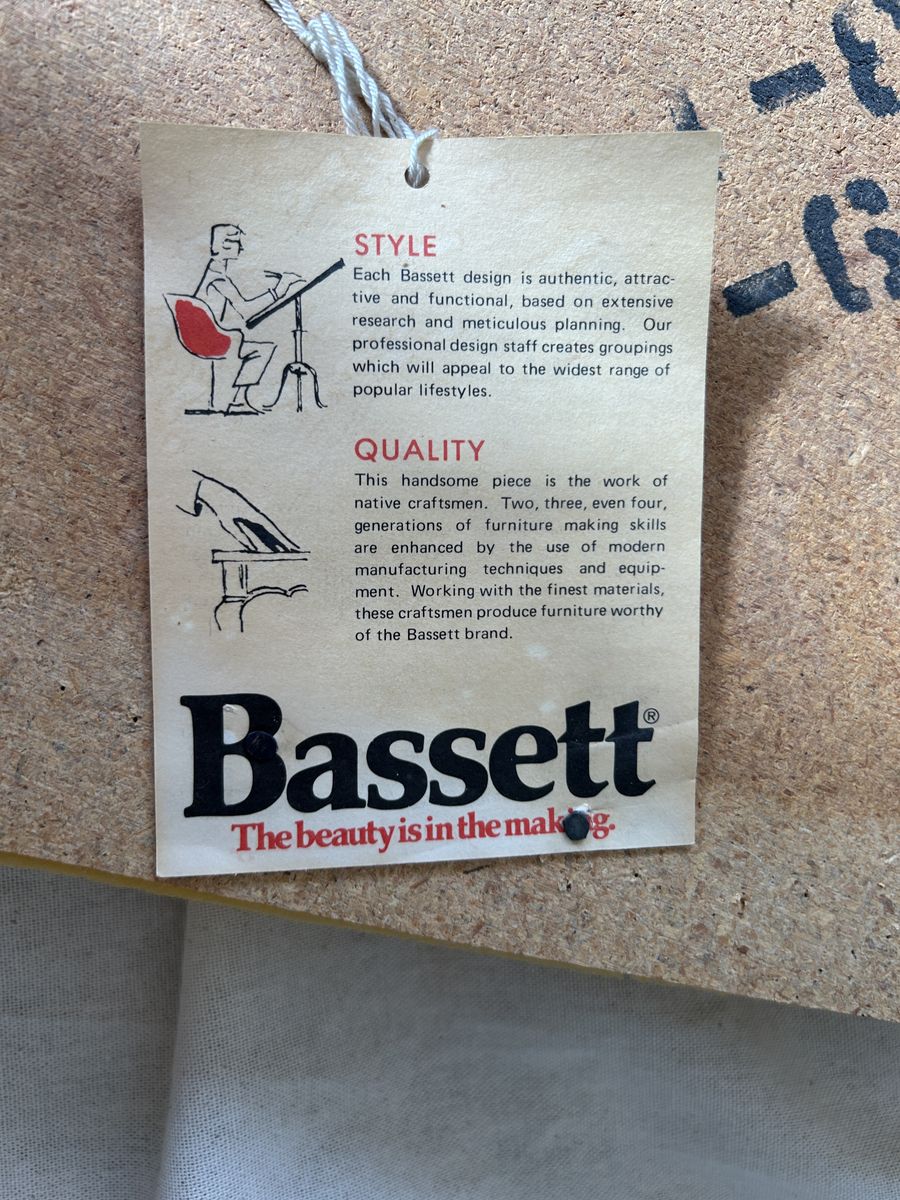 STYLE
Each Bassett design is authentic, attrac-
tive and functional, based on extensive
research and meticulous planning. Our
professional design staff creates groupings
which will appeal to the widest range of
popular lifestyles.
QUALITY
This handsome piece is the work of
native craftsmen. Two, three, even four,
generations of furniture making skills
are enhanced by the use of modern
manufacturing techniques and equip-
ment. Working with the finest materials,
these craftsmen produce furniture worthy
of the Bassett brand.
Bassett®
The beauty is in the making.